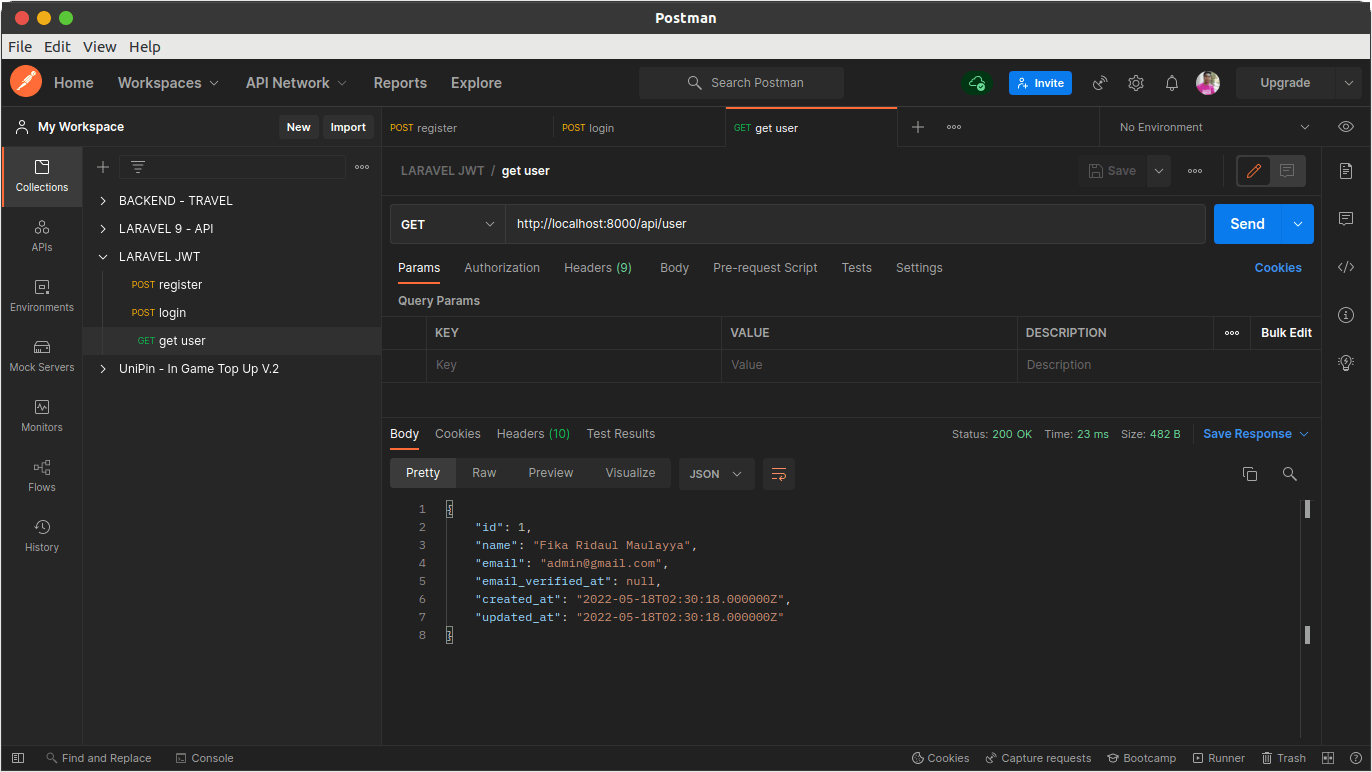 Postman
File Edit View Help
Home Workspaces API Network Reports Explore Search Postman Invite Upgrade
My Workspace New Import
POST register POST login GET get user No Environment
Collections
APIs
Environments
Mock Servers
Monitors
Flows
History
BACKEND - TRAVEL
LARAVEL 9 - API
LARAVEL JWT
POST register
POST login
GET get user
UniPin - In Game Top Up V.2
LARAVEL JWT / get user Save
GET http://localhost:8000/api/user Send
Params Authorization Headers (9) Body Pre-request Script Tests Settings Cookies
Query Params
KEY VALUE DESCRIPTION Bulk Edit
Key Value Description
Body Cookies Headers (10) Test Results Status: 200 OK Time: 23 ms Size: 482 B Save Response
Pretty Raw Preview Visualize JSON
1 {
2 "id": 1,
3 "name": "Fika Ridaul Maulayya",
4 "email": "admin@gmail.com",
5 "email_verified_at": null,
6 "created_at": "2022-05-18T02:30:18.000000Z",
7 "updated_at": "2022-05-18T02:30:18.000000Z"
8 }
Find and Replace Console Cookies Capture requests Bootcamp Runner Trash